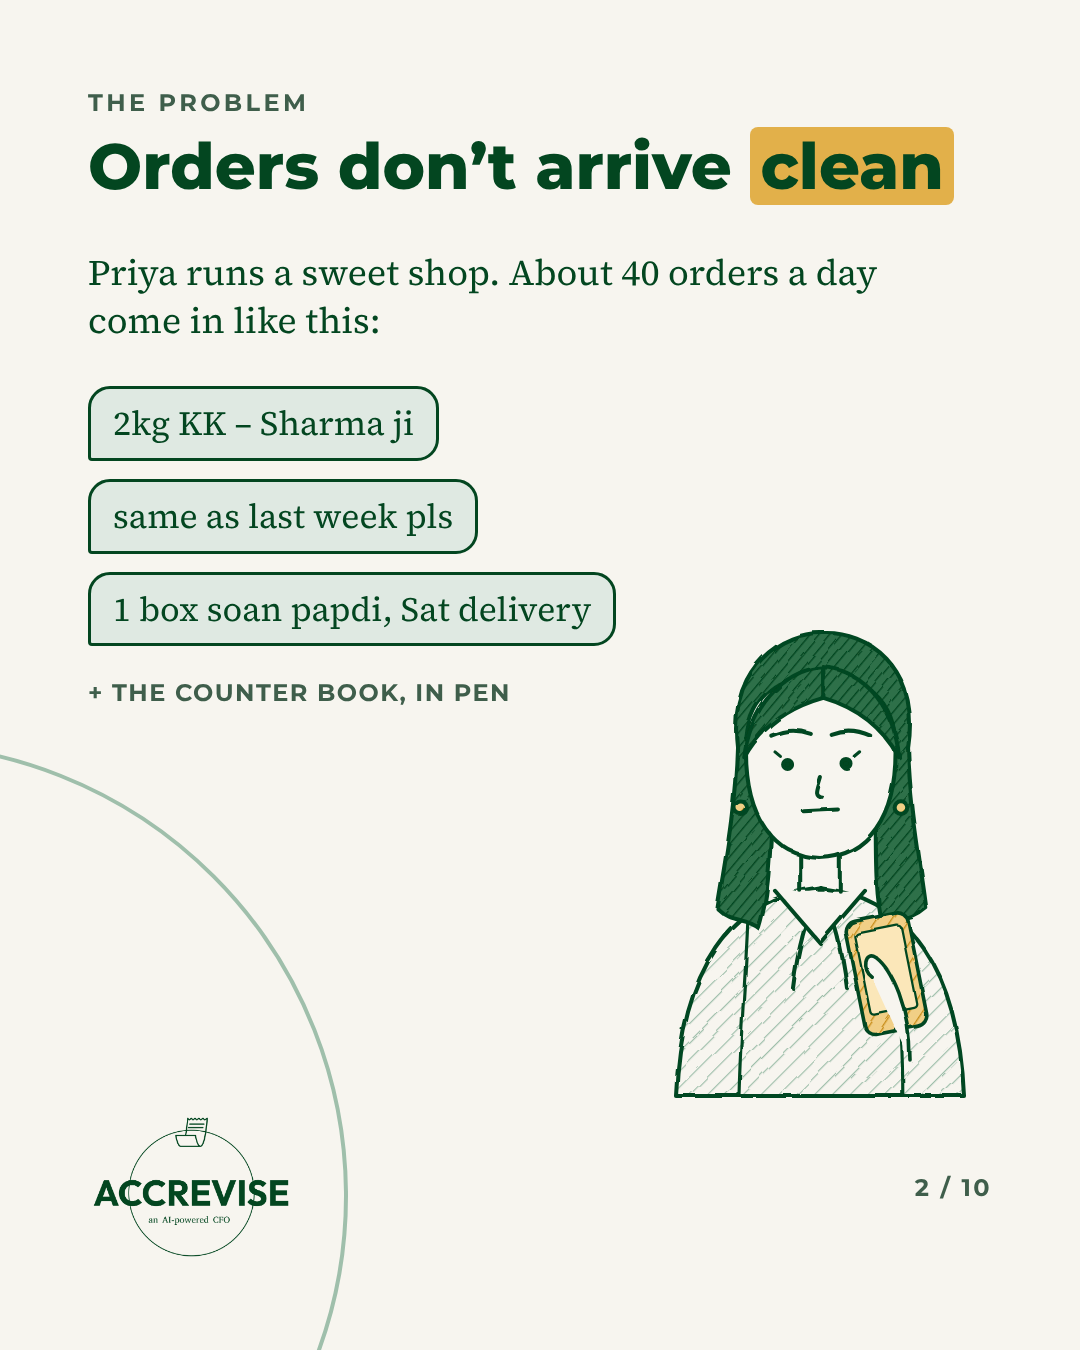 THE PROBLEM
Orders don’t arrive clean
Priya runs a sweet shop. About 40 orders a day
come in like this:
2kg KK – Sharma ji
same as last week pls
1 box soan papdi, Sat delivery
+ THE COUNTER BOOK, IN PEN
ACCREVISE
an AI-powered CFO
2 / 10